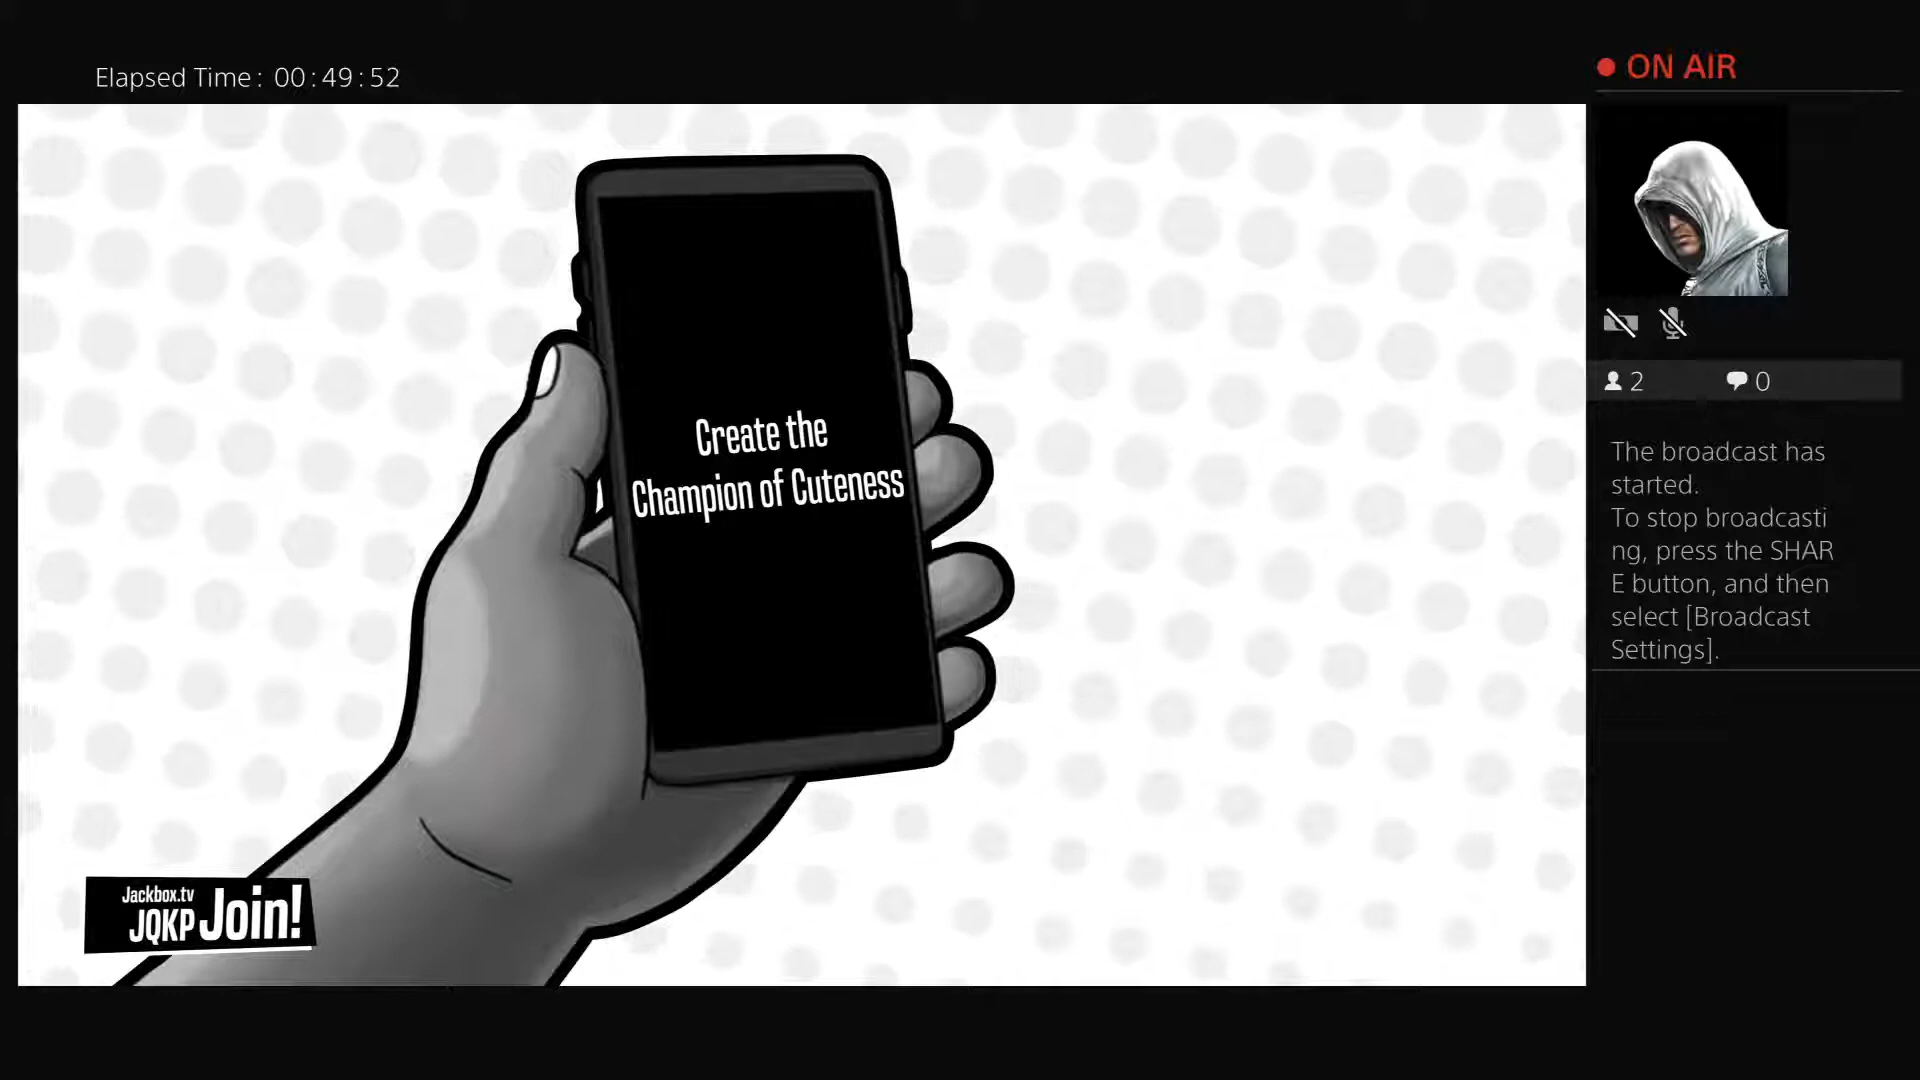 Elapsed Time: 00:49:52
ON AIR
2 0
The broadcast has
started.
To stop broadcasti
ng, press the SHAR
E button, and then
select [Broadcast
Settings].
Create the
Champion of Cuteness
Jackbox.tv
JQKP Join!